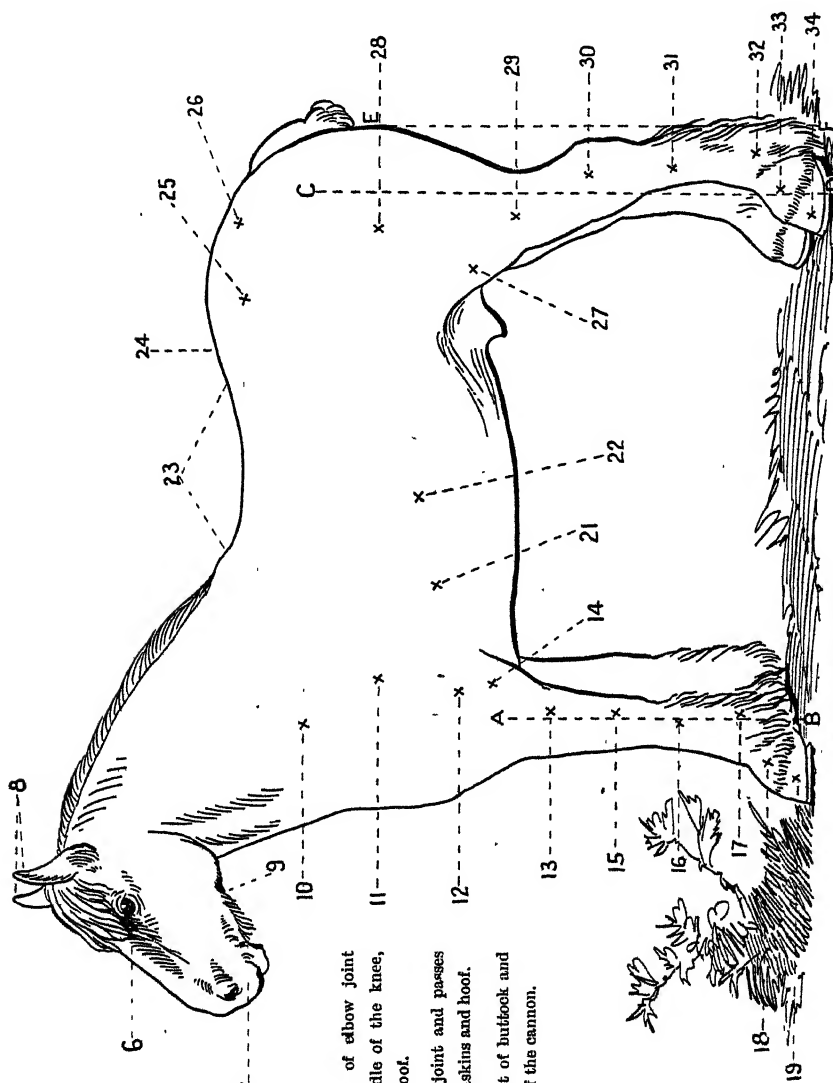 8
6
9
10
11
12
13
15
16
17
18
19
A
B
14
21
22
23
24
25
26
27
C
E
F
28
29
30
31
32
33
34
of elbow joint
dle of the knee,
oof.
joint and passes
skins and hoof.
t of buttock and
f the cannon.